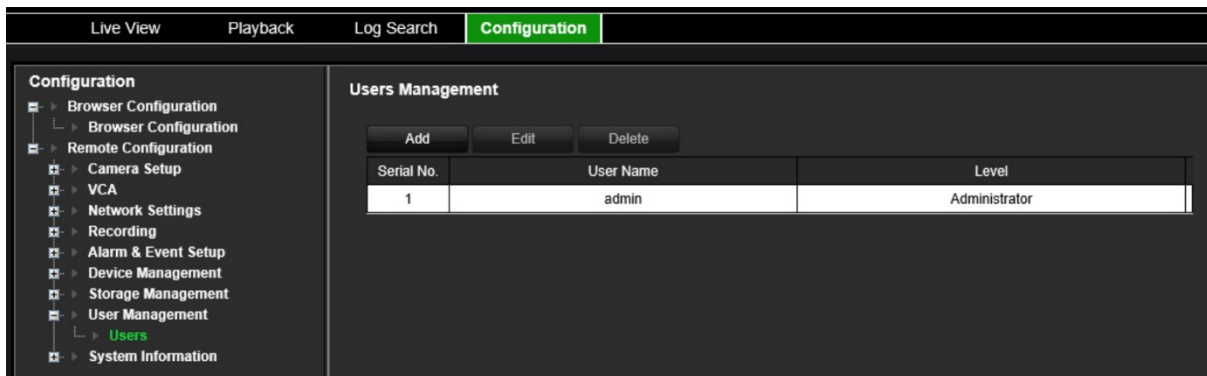 Live View Playback Log Search Configuration
Configuration
Browser Configuration
Browser Configuration
Remote Configuration
Camera Setup
VCA
Network Settings
Recording
Alarm & Event Setup
Device Management
Storage Management
User Management
Users
System Information
Users Management
Add Edit Delete
Serial No. User Name Level
1 admin Administrator